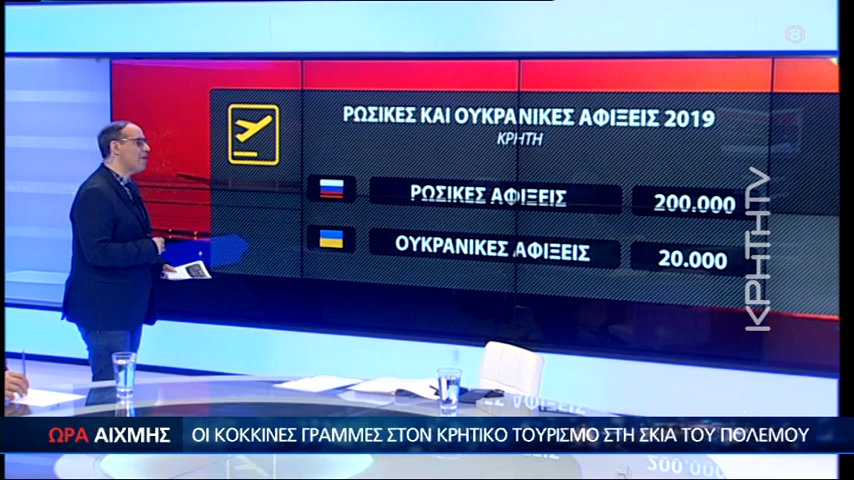 8
ΡΩΣΙΚΕΣ ΚΑΙ ΟΥΚΡΑΝΙΚΕΣ ΑΦΙΞΕΙΣ 2019
ΚΡΗΤΗ
ΡΩΣΙΚΕΣ ΑΦΙΞΕΙΣ 200.000
ΟΥΚΡΑΝΙΚΕΣ ΑΦΙΞΕΙΣ 20.000
ΚΡΗΤΗTV
ΩΡΑ ΑΙΧΜΗΣ ΟΙ ΚΟΚΚΙΝΕΣ ΓΡΑΜΜΕΣ ΣΤΟΝ ΚΡΗΤΙΚΟ ΤΟΥΡΙΣΜΟ ΣΤΗ ΣΚΙΑ ΤΟΥ ΠΟΛΕΜΟΥ